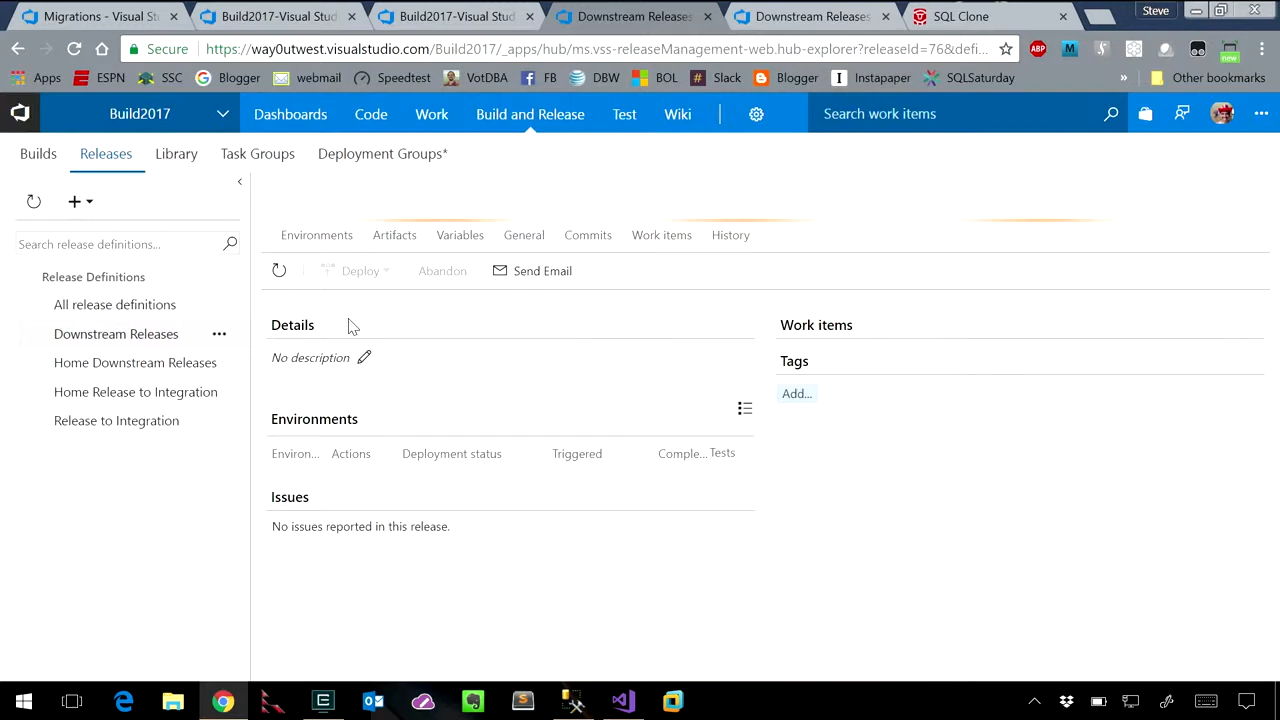 Migrations - Visual Stu
Build2017-Visual Stud
Build2017-Visual Stud
Downstream Releases
Downstream Releases
SQL Clone
Steve
Secure
https://way0utwest.visualstudio.com/Build2017/_apps/hub/ms.vss-releaseManagement-web.hub-explorer?releaseId=76&defi...
ABP
M
new
Apps
ESPN
SSC
Blogger
webmail
Speedtest
VotDBA
FB
DBW
BOL
Slack
Blogger
Instapap
SQLSaturday
»
Other bookmarks
Build2017
Dashboards
Code
Work
Build and Release
Test
Wiki
Search work items
Builds
Releases
Library
Task Groups
Deployment Groups*
Search release definitions...
Release Definitions
All release definitions
Downstream Releases
Home Downstream Releases
Home Release to Integration
Release to Integration
Environments
Artifacts
Variables
General
Commits
Work items
History
Deploy
Abandon
Send Email
Details
No description
Environments
Environ...
Actions
Deployment status
Triggered
Comple...
Tests
Issues
No issues reported in this release.
Work items
Tags
Add...